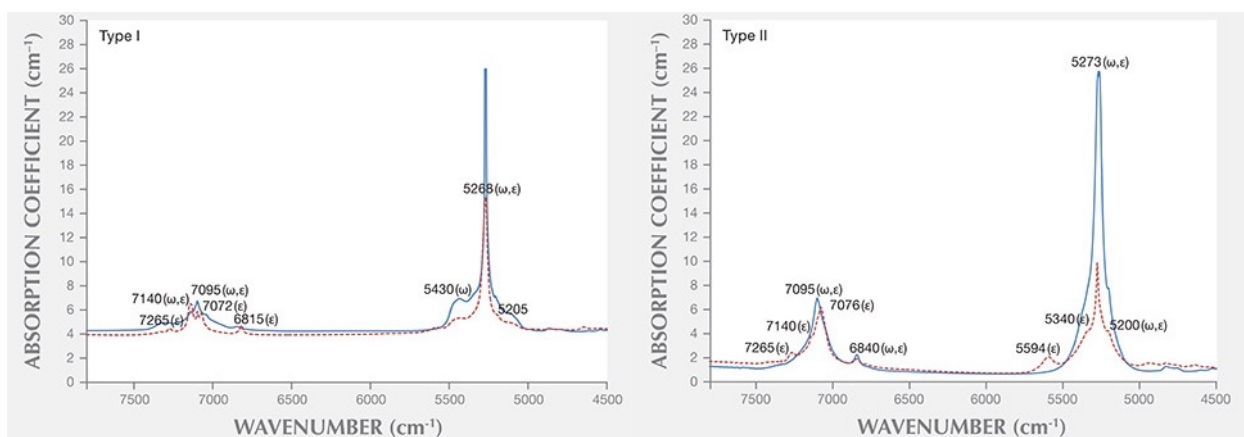 Type I
ABSORPTION COEFFICIENT (cm⁻¹)
30
28
26
24
22
20
18
16
14
12
10
8
6
4
2
0
5268(ω,ε)
7095(ω,ε)
7140(ω,ε)
7072(ε)
7265(ε)
6815(ε)
5430(ω)
5205
7500 7000 6500 6000 5500 5000 4500
WAVENUMBER (cm⁻¹)
Type II
ABSORPTION COEFFICIENT (cm⁻¹)
30
28
26
24
22
20
18
16
14
12
10
8
6
4
2
0
5273(ω,ε)
7095(ω,ε)
7076(ε)
7140(ε)
7265(ε)
6840(ω,ε)
5340(ε)
5200(ω,ε)
5594(ε)
7500 7000 6500 6000 5500 5000 4500
WAVENUMBER (cm⁻¹)